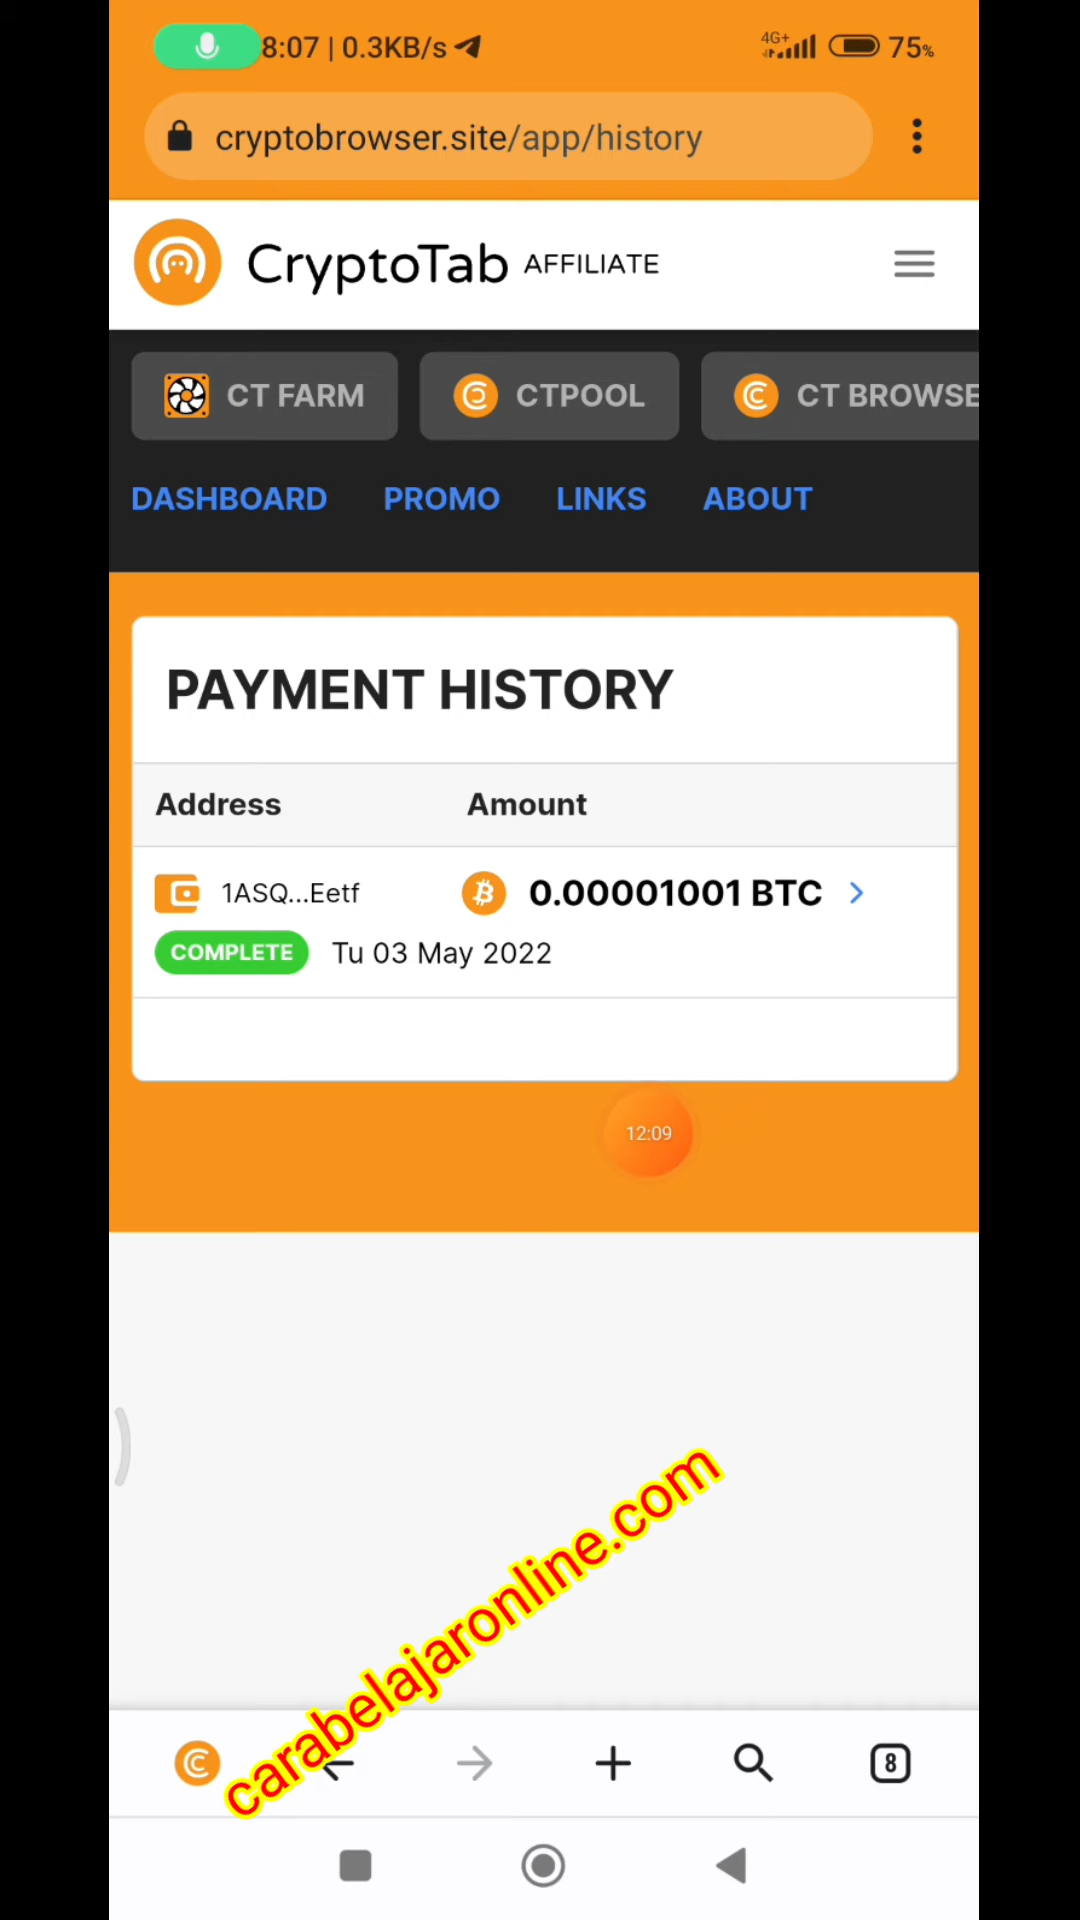 8:07 | 0.3KB/s 4G+ 75%
cryptobrowser.site/app/history
CryptoTab AFFILIATE
CT FARM CTPOOL CT BROWSE
DASHBOARD PROMO LINKS ABOUT
PAYMENT HISTORY
Address Amount
1ASQ...Eetf 0.00001001 BTC
COMPLETE Tu 03 May 2022
12:09
carabelajaronline.com
8